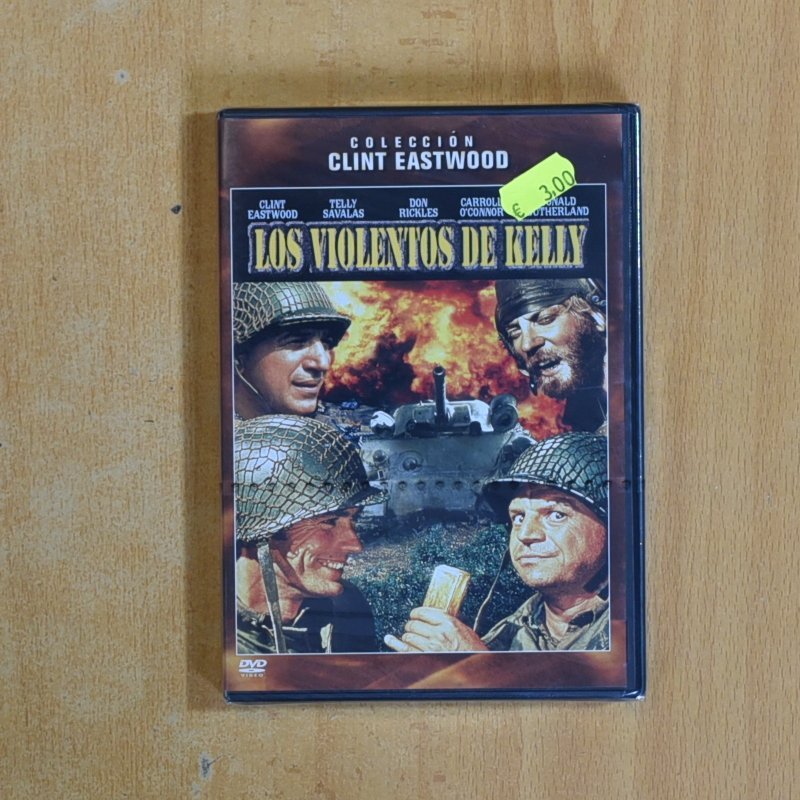 COLECCIÓN
CLINT EASTWOOD
€ 3,00
CLINT EASTWOOD
TELLY SAVALAS
DON RICKLES
CARROLL O'CONNOR
LOS VIOLENTOS DE KELLY
DVD
VIDEO